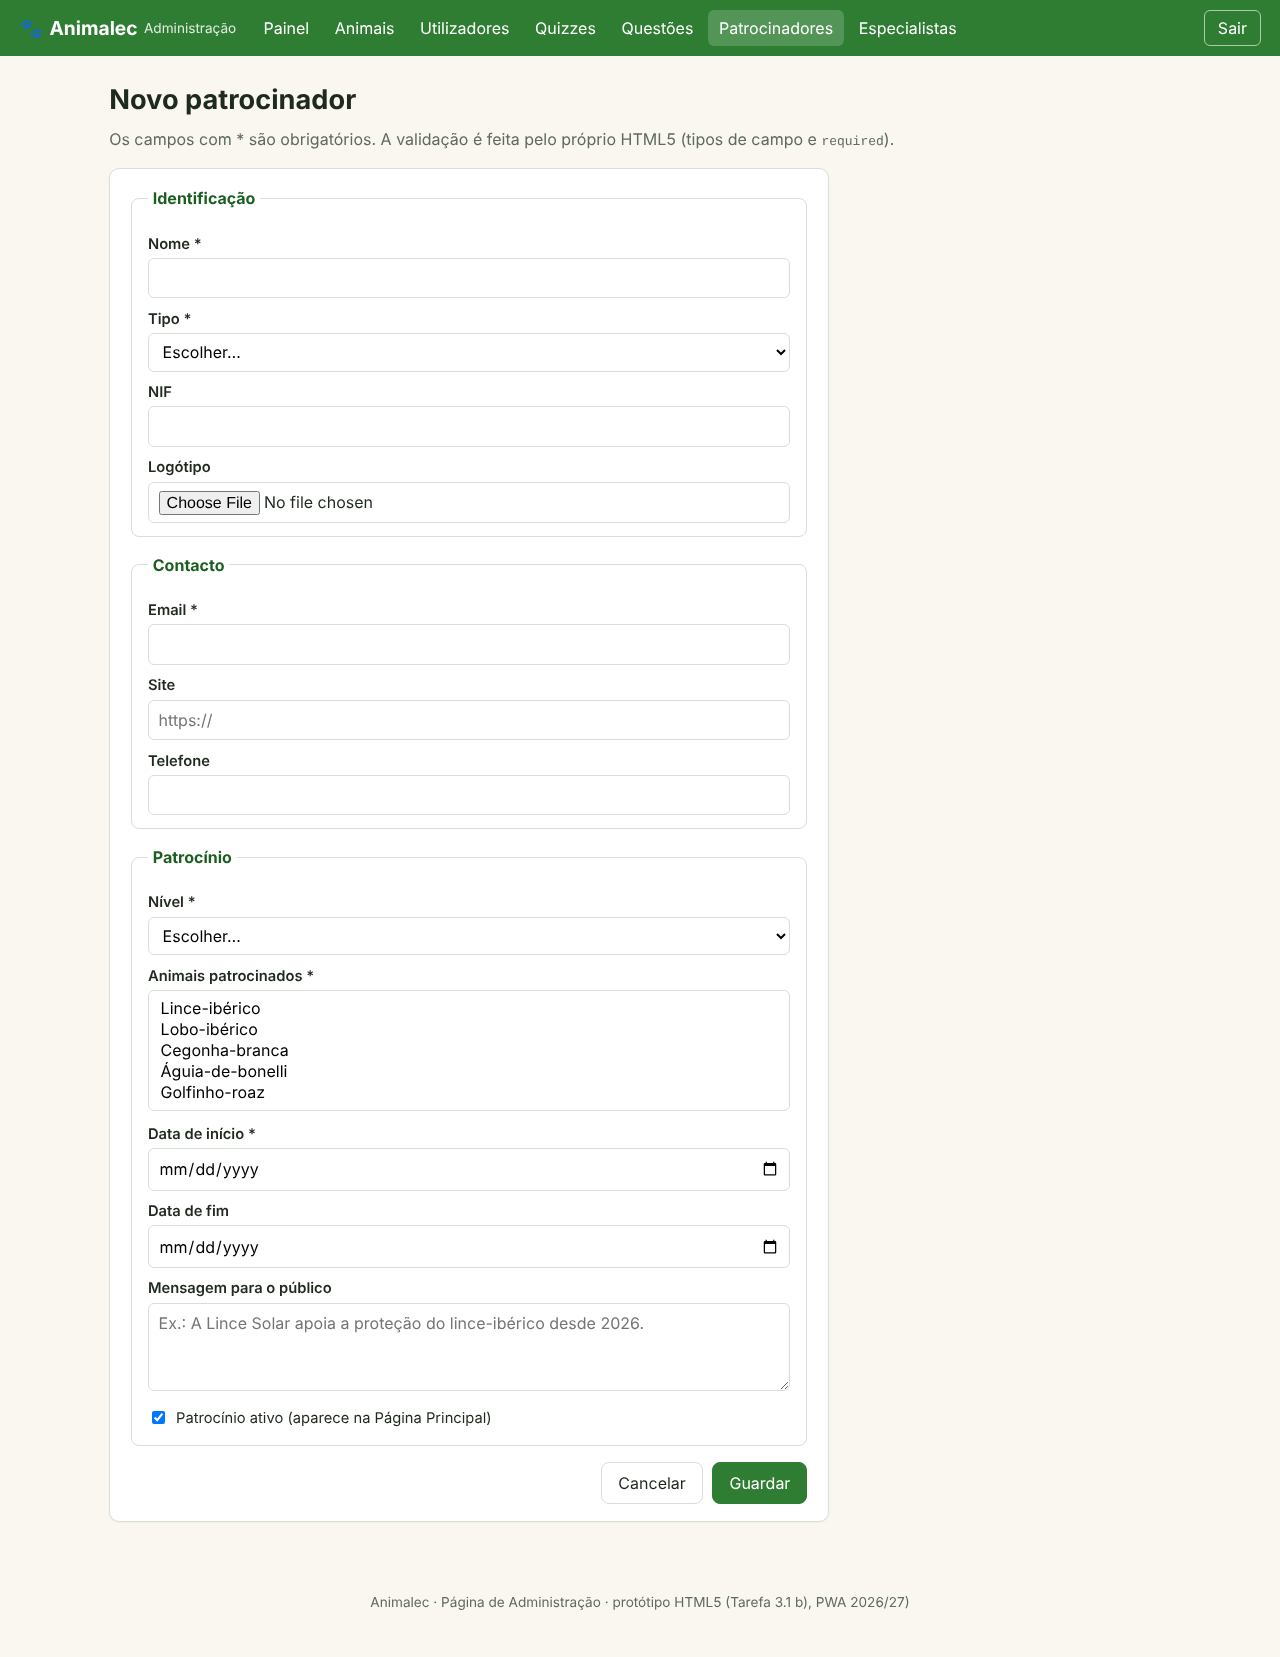 🐾 Animalec Administração Painel Animais Utilizadores Quizzes Questões Patrocinadores Especialistas Sair
Novo patrocinador
Os campos com * são obrigatórios. A validação é feita pelo próprio HTML5 (tipos de campo e required).
Identificação
Nome *
Tipo *
Escolher...
NIF
Logótipo
Choose File No file chosen
Contacto
Email *
Site
https://
Telefone
Patrocínio
Nível *
Escolher...
Animais patrocinados *
Lince-ibérico
Lobo-ibérico
Cegonha-branca
Águia-de-bonelli
Golfinho-roaz
Data de início *
mm/dd/yyyy
Data de fim
mm/dd/yyyy
Mensagem para o público
Ex.: A Lince Solar apoia a proteção do lince-ibérico desde 2026.
Patrocínio ativo (aparece na Página Principal)
Cancelar Guardar
Animalec · Página de Administração · protótipo HTML5 (Tarefa 3.1 b), PWA 2026/27)